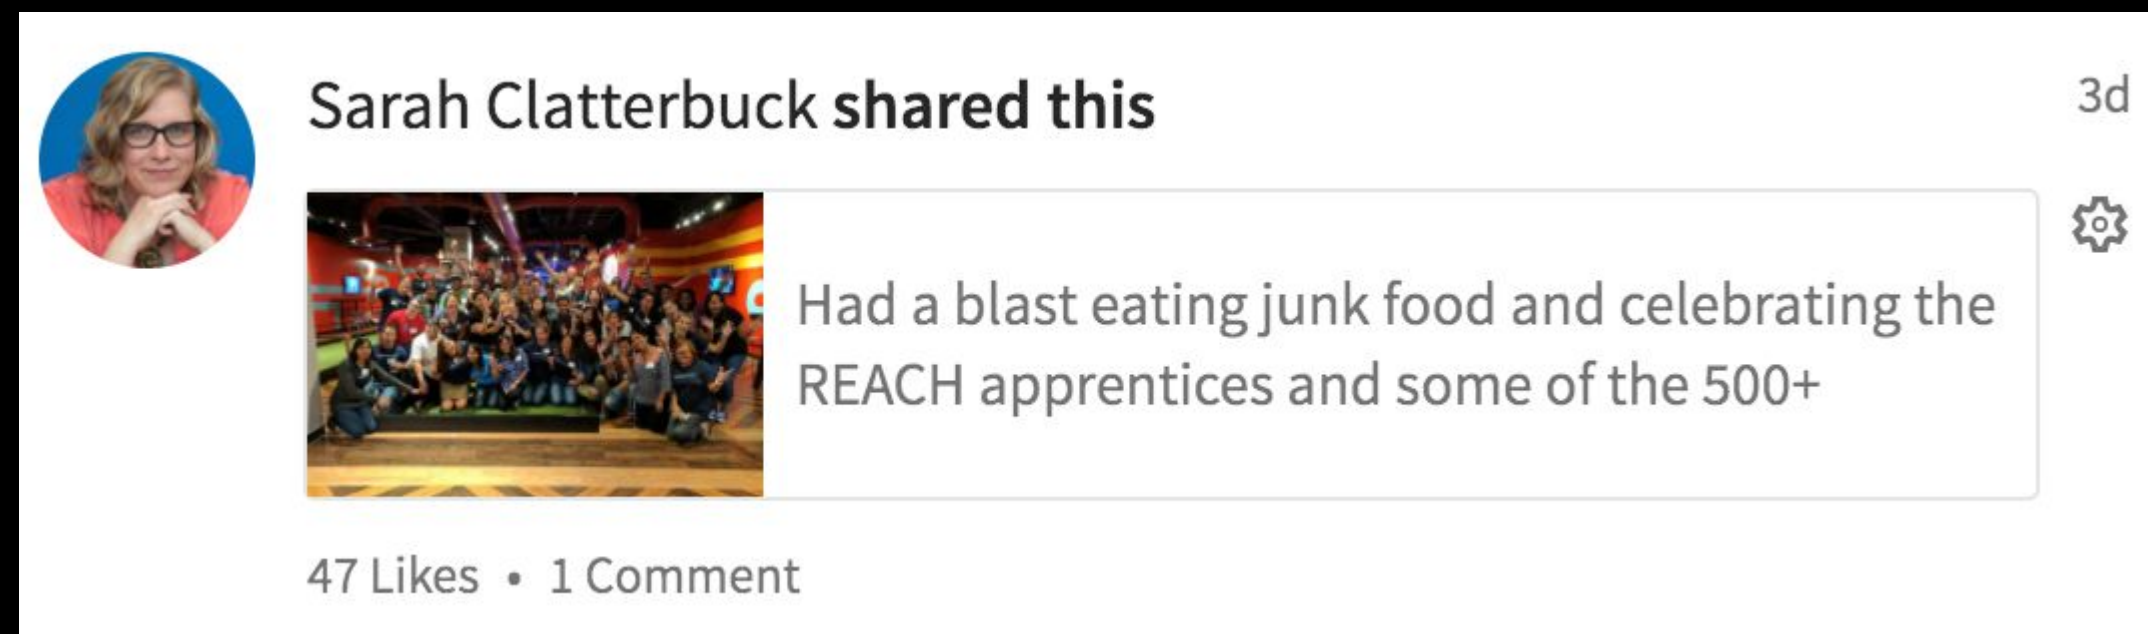 Sarah Clatterbuck shared this
3d
Had a blast eating junk food and celebrating the
REACH apprentices and some of the 500+
47 Likes • 1 Comment